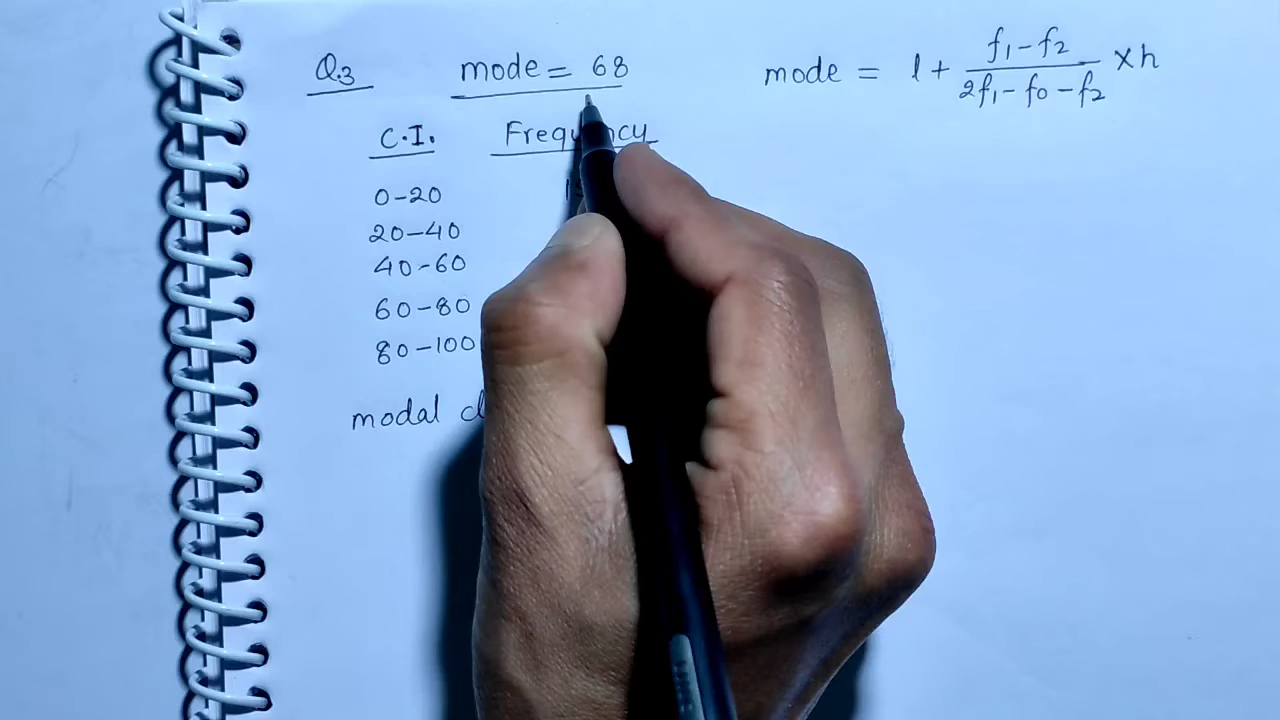 Q.3 mode = 68
mode = l + (f1 - f2)/(2f1 - f0 - f2) × h
C.I.
0-20
20-40
40-60
60-80
80-100
modal